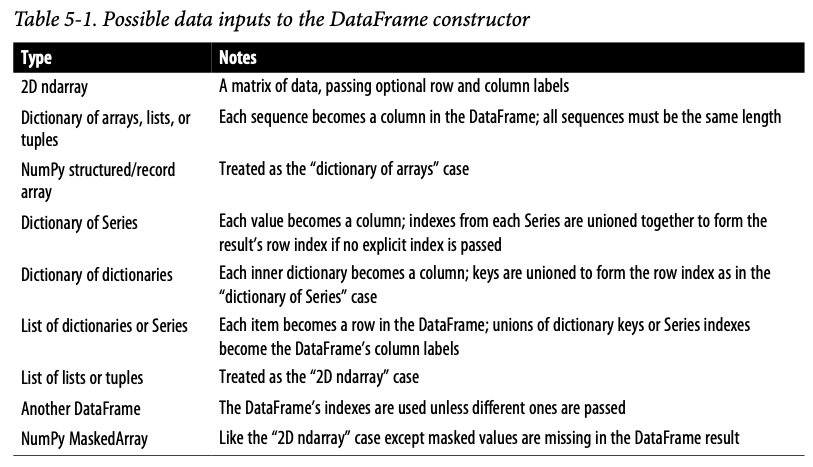 Table 5-1. Possible data inputs to the DataFrame constructor
Type Notes
2D ndarray A matrix of data, passing optional row and column labels
Dictionary of arrays, lists, or Each sequence becomes a column in the DataFrame; all sequences must be the same length
tuples
NumPy structured/record Treated as the “dictionary of arrays” case
array
Dictionary of Series Each value becomes a column; indexes from each Series are unioned together to form the
result’s row index if no explicit index is passed
Dictionary of dictionaries Each inner dictionary becomes a column; keys are unioned to form the row index as in the
“dictionary of Series” case
List of dictionaries or Series Each item becomes a row in the DataFrame; unions of dictionary keys or Series indexes
become the DataFrame’s column labels
List of lists or tuples Treated as the “2D ndarray” case
Another DataFrame The DataFrame’s indexes are used unless different ones are passed
NumPy MaskedArray Like the “2D ndarray” case except masked values are missing in the DataFrame result